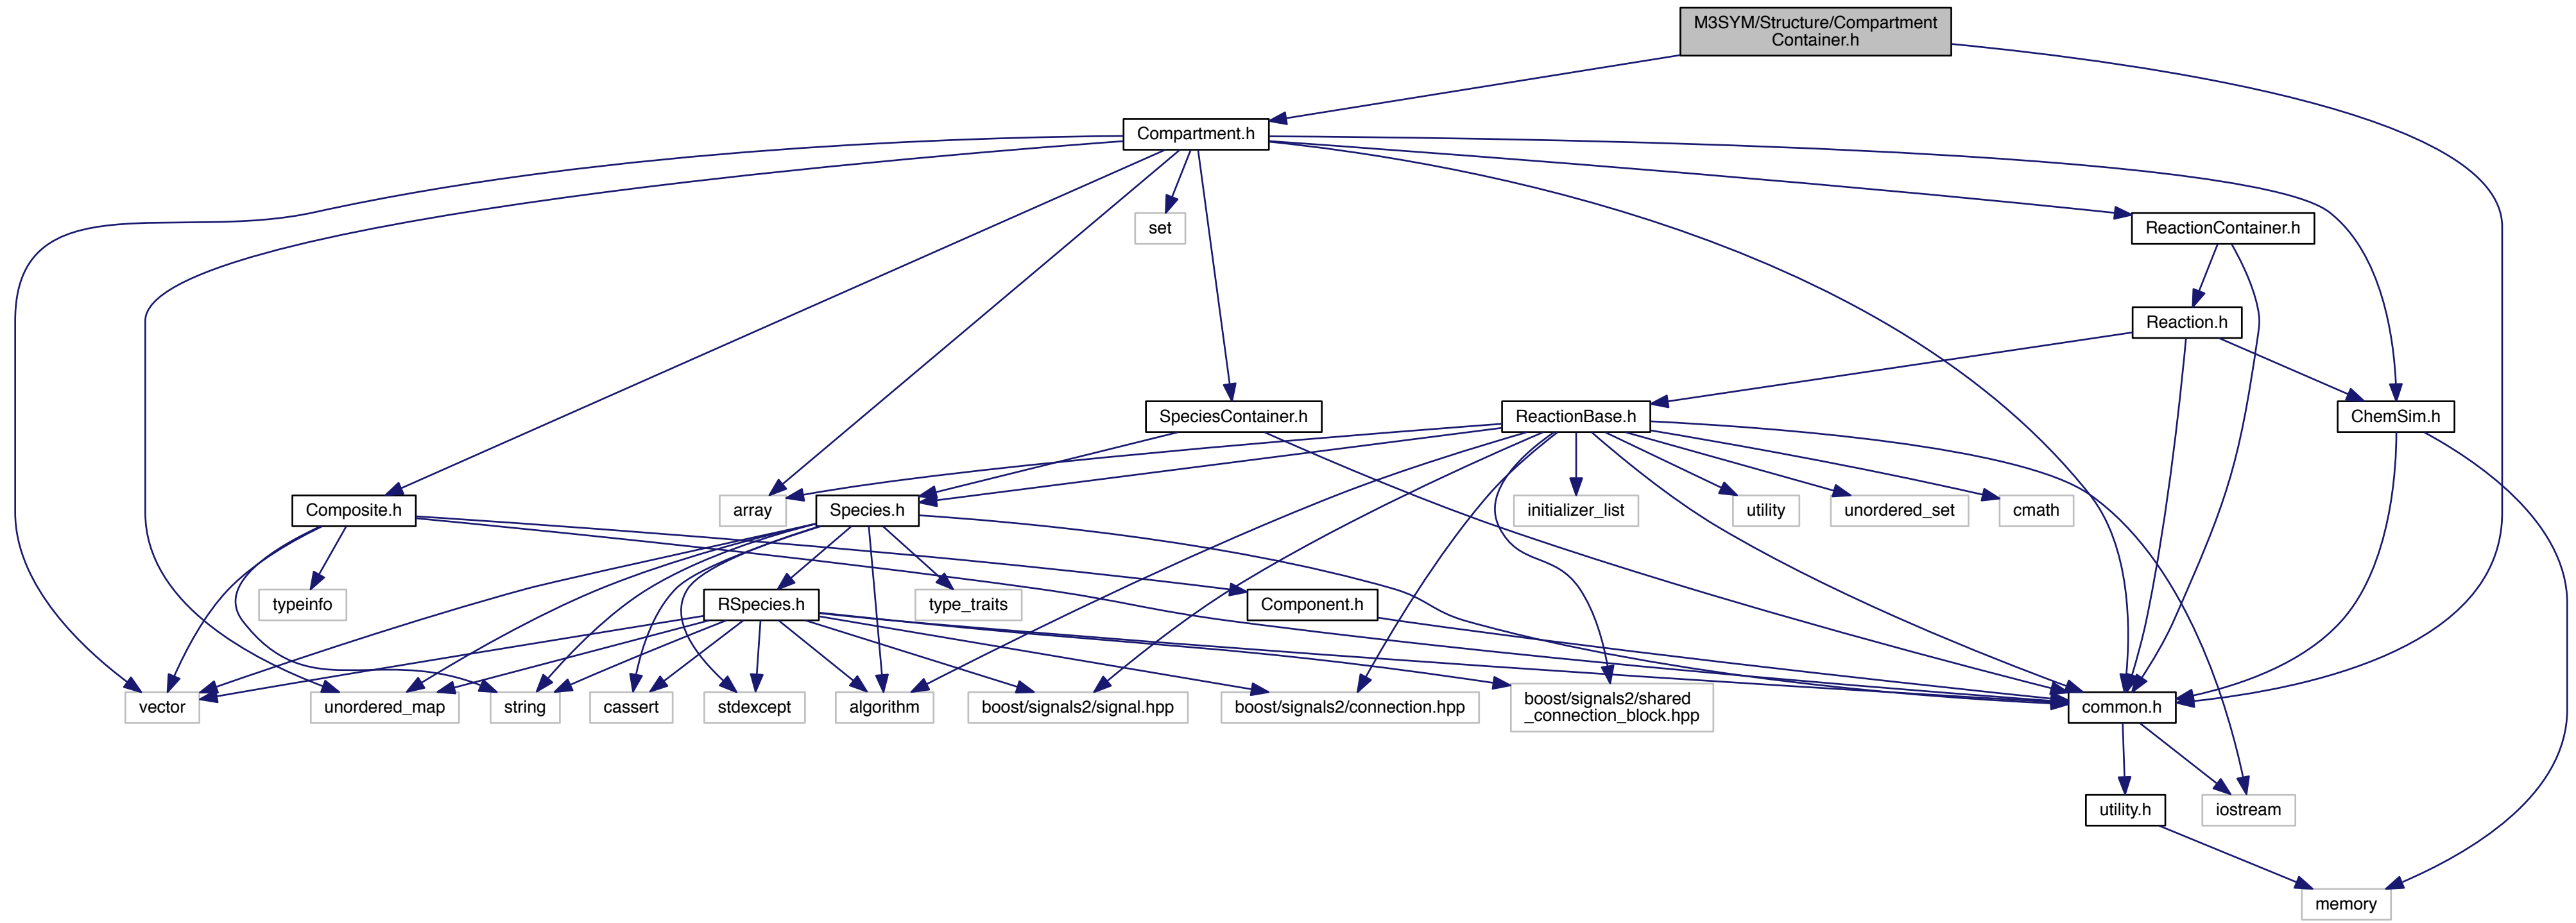 M3SYM/Structure/Compartment
Container.h
Compartment.h
set
ReactionContainer.h
Reaction.h
SpeciesContainer.h
ReactionBase.h
ChemSim.h
Composite.h
array
Species.h
initializer_list
utility
unordered_set
cmath
typeinfo
RSpecies.h
type_traits
Component.h
vector
unordered_map
string
cassert
stdexcept
algorithm
boost/signals2/signal.hpp
boost/signals2/connection.hpp
boost/signals2/shared
_connection_block.hpp
common.h
utility.h
iostream
memory